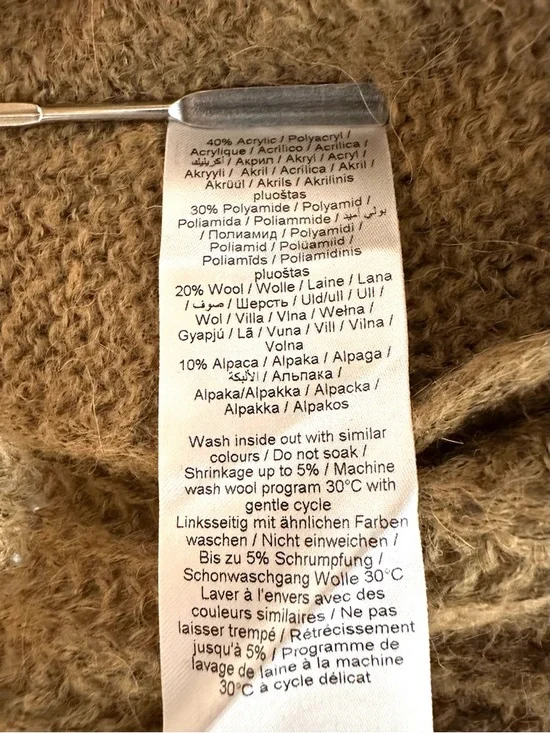 40% Acrylic / Polyacryl /
Acrylique / Acrílico / Acrilica /
أكريليك / Акрил / Akryl / Acryl /
Akryyli / Akril / Acrilica / Akril /
Akrüül / Akrils / Akrilinis
pluoštas
30% Polyamide / Polyamid /
Poliamida / Poliammide / بولي أميد
/ Полиамид / Polyamidi /
Poliamid / Polüamiid /
Poliamīds / Poliamidinis
pluoštas
20% Wool / Wolle / Laine / Lana
/ صوف / Шерсть / Uld/ull / Ull /
Wol / Villa / Vlna / Wełna /
Gyapjú / Lã / Vuna / Vill / Vilna /
Volna
10% Alpaca / Alpaka / Alpaga /
الألبكة / Альпака /
Alpaka/Alpakka / Alpacka /
Alpakka / Alpakos
Wash inside out with similar
colours / Do not soak /
Shrinkage up to 5% / Machine
wash wool program 30°C with
gentle cycle
Linksseitig mit ähnlichen Farben
waschen / Nicht einweichen /
Bis zu 5% Schrumpfung /
Schonwaschgang Wolle 30°C
Laver à l'envers avec des
couleurs similaires / Ne pas
laisser trempé / Rétrécissement
jusqu'à 5% / Programme de
lavage de laine à la machine
30°C à cycle délicat